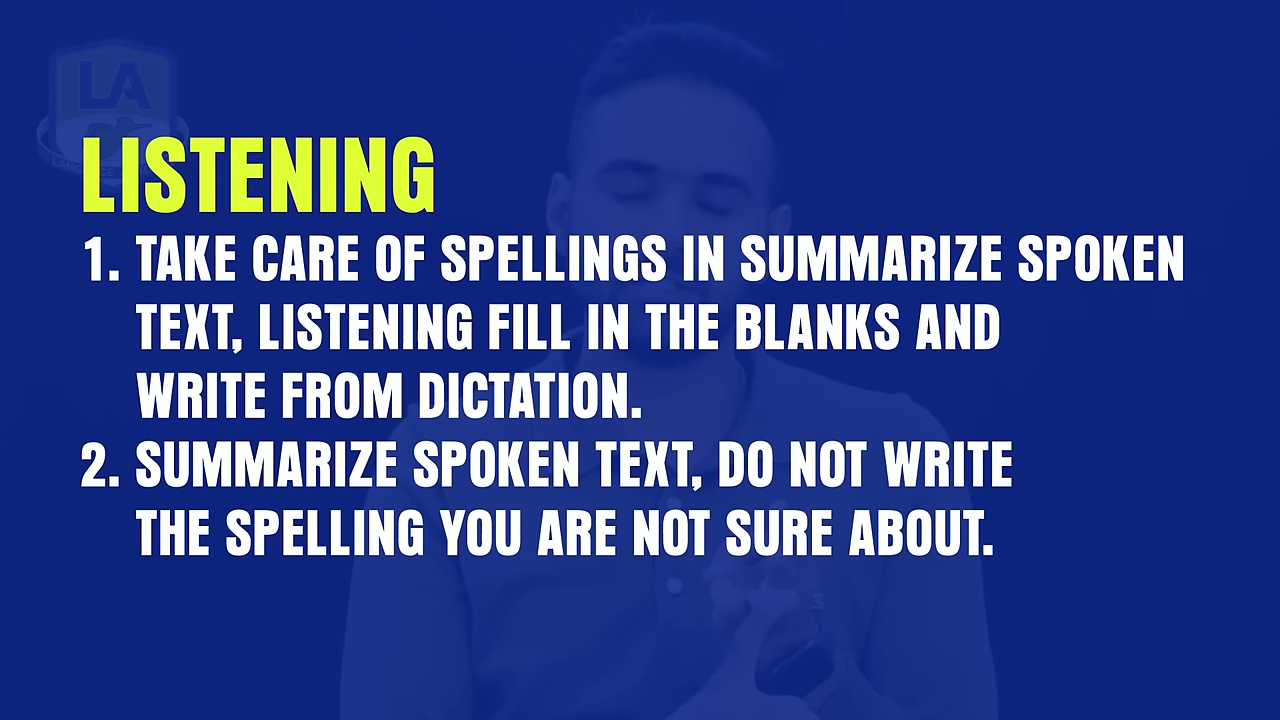 LA
LISTENING
1. TAKE CARE OF SPELLINGS IN SUMMARIZE SPOKEN
TEXT, LISTENING FILL IN THE BLANKS AND
WRITE FROM DICTATION.
2. SUMMARIZE SPOKEN TEXT, DO NOT WRITE
THE SPELLING YOU ARE NOT SURE ABOUT.